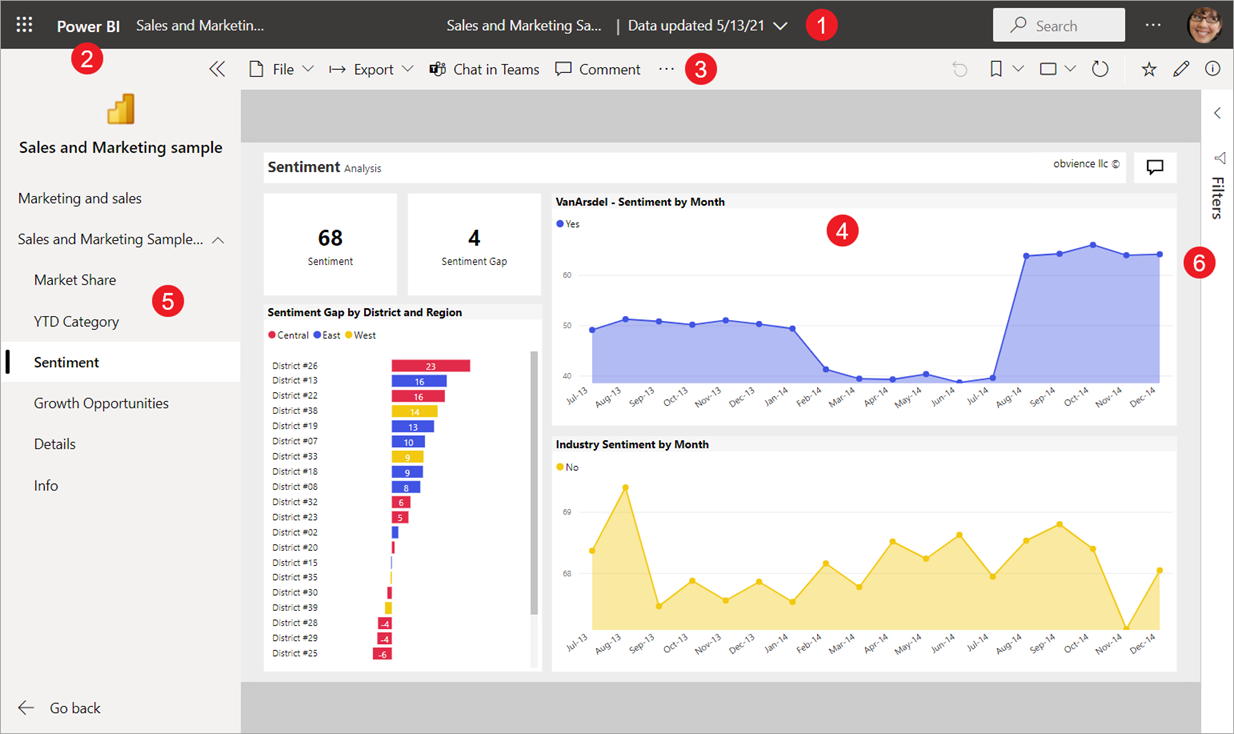 Power BI Sales and Marketin... Sales and Marketing Sa... | Data updated 5/13/21 1 Search ...
2
File Export Chat in Teams Comment ... 3
Sales and Marketing sample
Marketing and sales
Sales and Marketing Sample...
Market Share
5
YTD Category
Sentiment
Growth Opportunities
Details
Info
Go back
Sentiment Analysis
obvience llc ©
68
Sentiment
4
Sentiment Gap
Sentiment Gap by District and Region
Central East West
District #26 23
District #13 16
District #22 16
District #38 14
District #19 13
District #07 10
District #33 9
District #18 9
District #08 8
District #32 6
District #23 5
District #02
District #20
District #15
District #35
District #30
District #39
District #28 -4
District #29 -4
District #25 -6
VanArsdel - Sentiment by Month
Yes
4
60
50
40
Jul-13 Aug-13 Sep-13 Oct-13 Nov-13 Dec-13 Jan-14 Feb-14 Mar-14 Apr-14 May-14 Jun-14 Jul-14 Aug-14 Sep-14 Oct-14 Nov-14 Dec-14
Industry Sentiment by Month
No
69
68
Jul-13 Aug-13 Sep-13 Oct-13 Nov-13 Dec-13 Jan-14 Feb-14 Mar-14 Apr-14 May-14 Jun-14 Jul-14 Aug-14 Sep-14 Oct-14 Nov-14 Dec-14
Filters
6